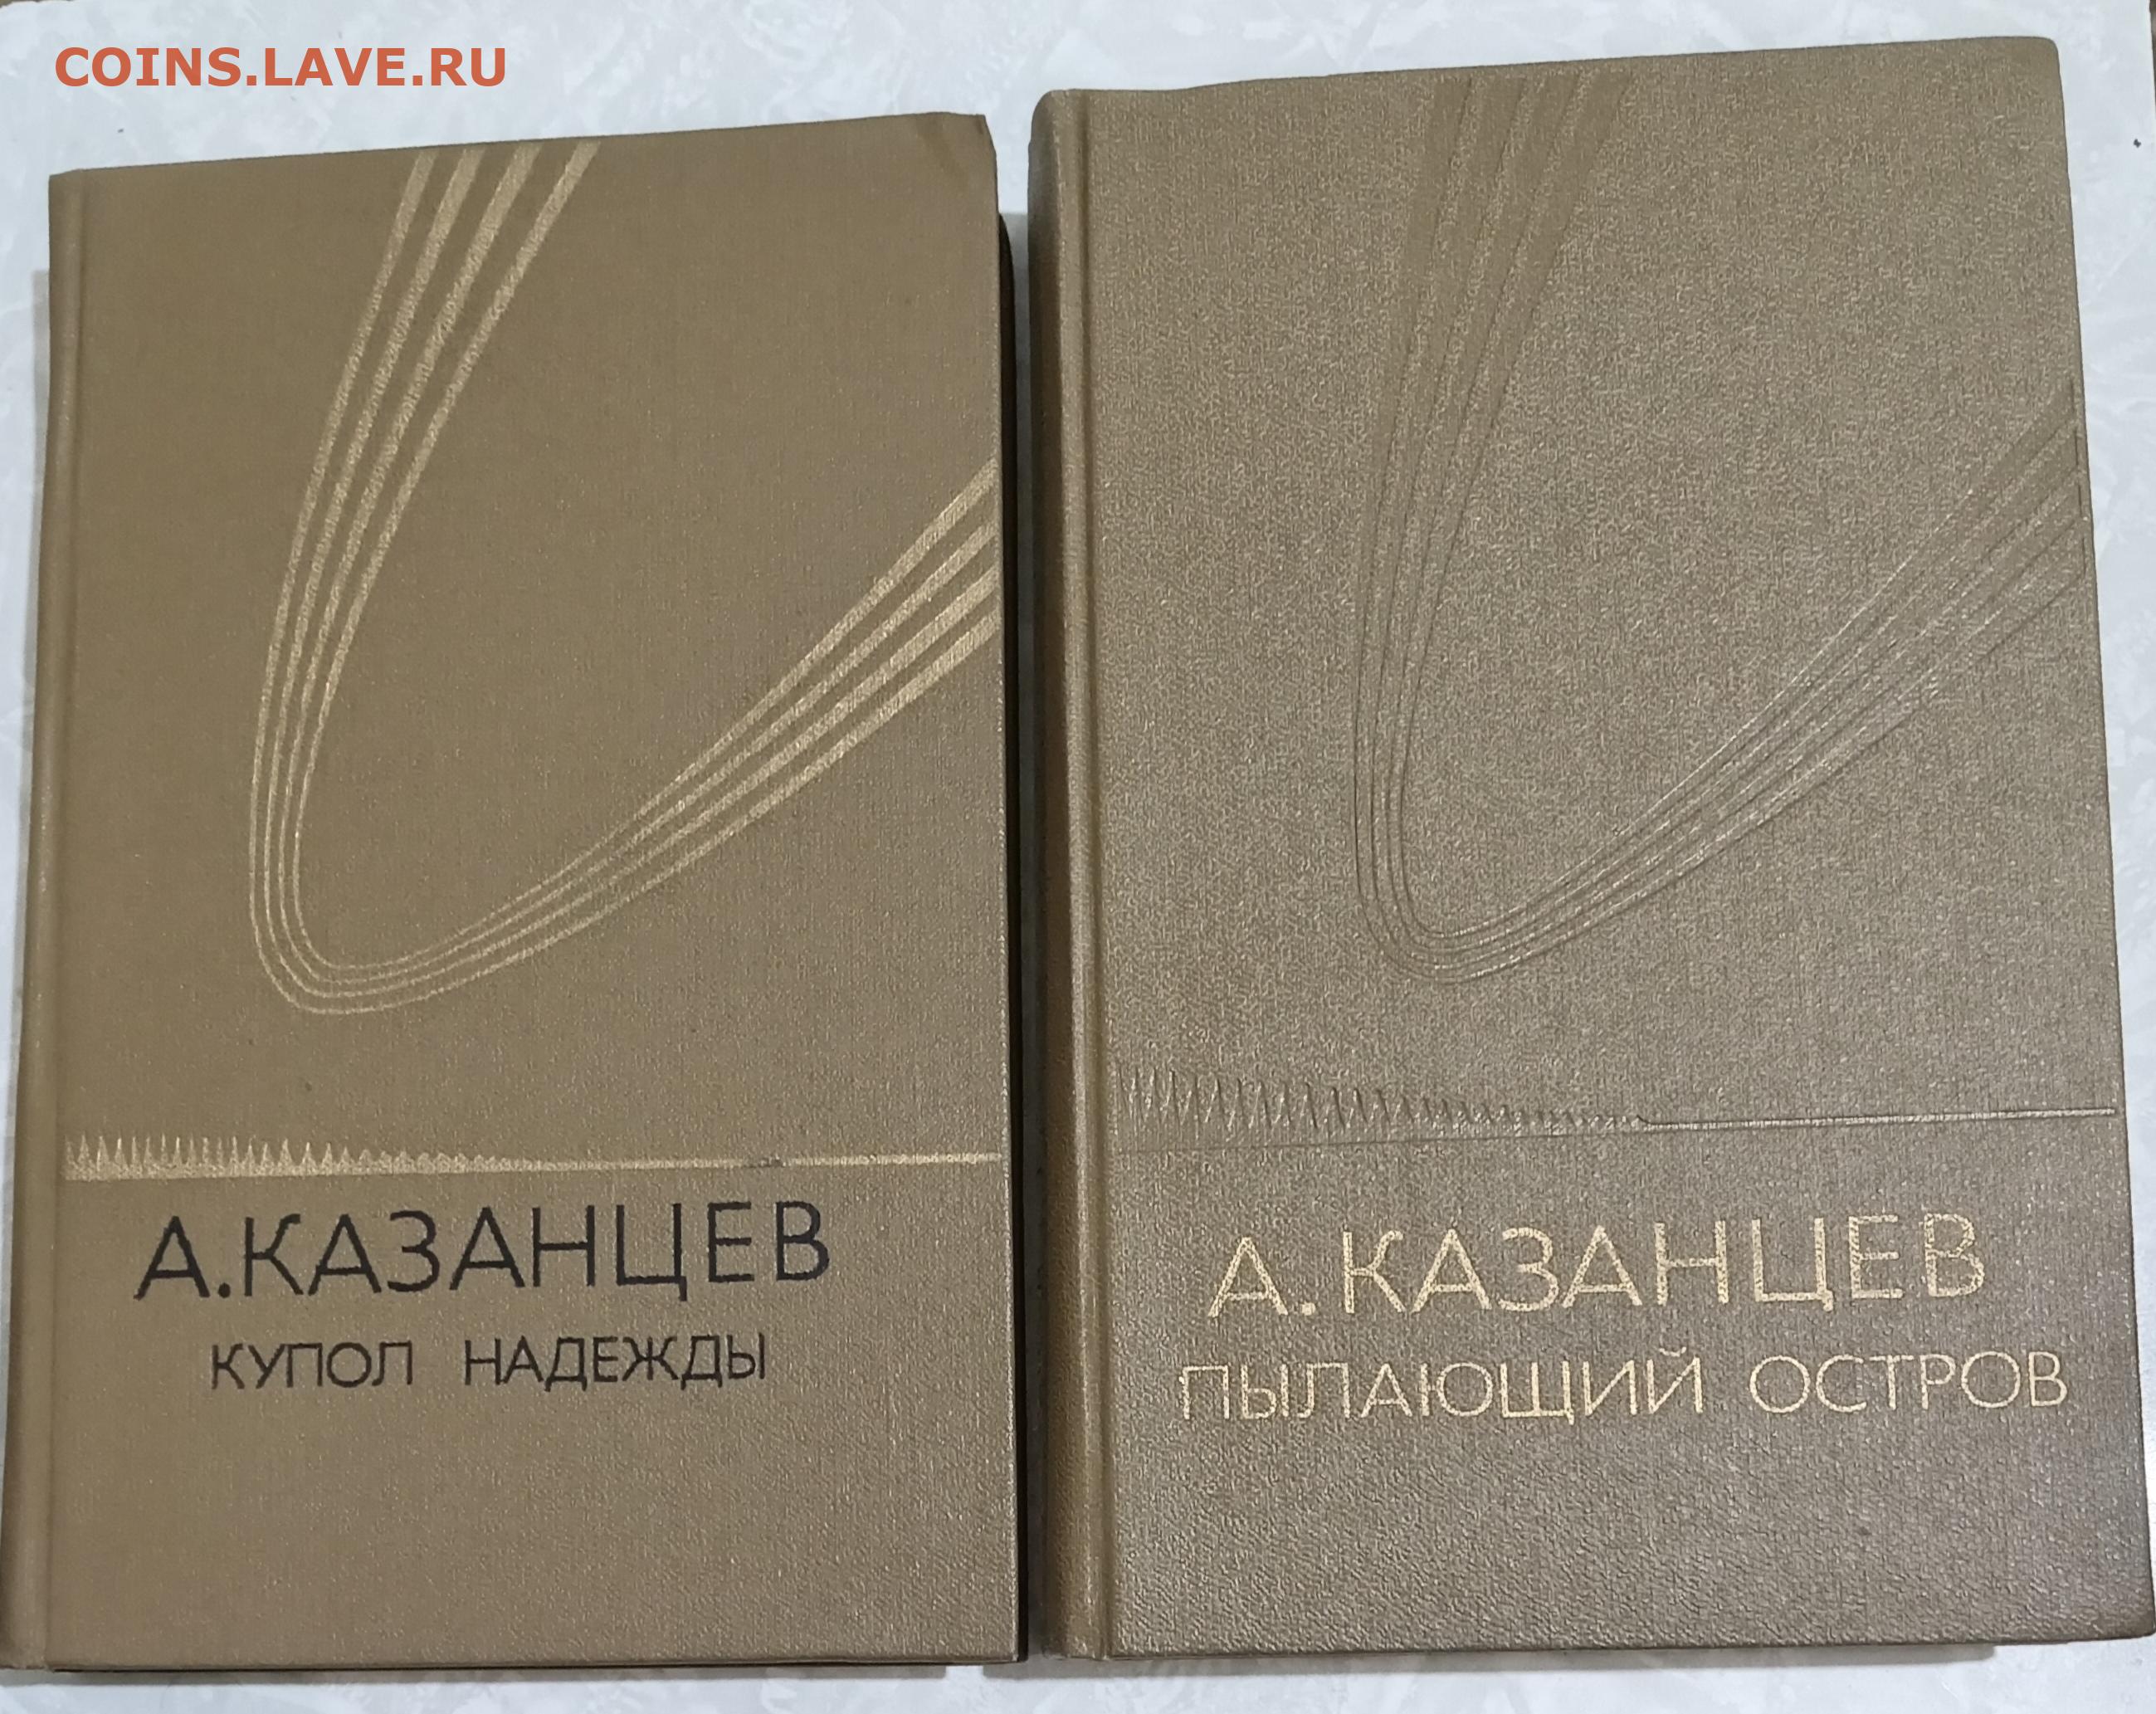 COINS.LAVE.RU
А.КАЗАНЦЕВ
КУПОЛ НАДЕЖДЫ
А.КАЗАНЦЕВ
ПЫЛАЮЩИЙ ОСТРОВ